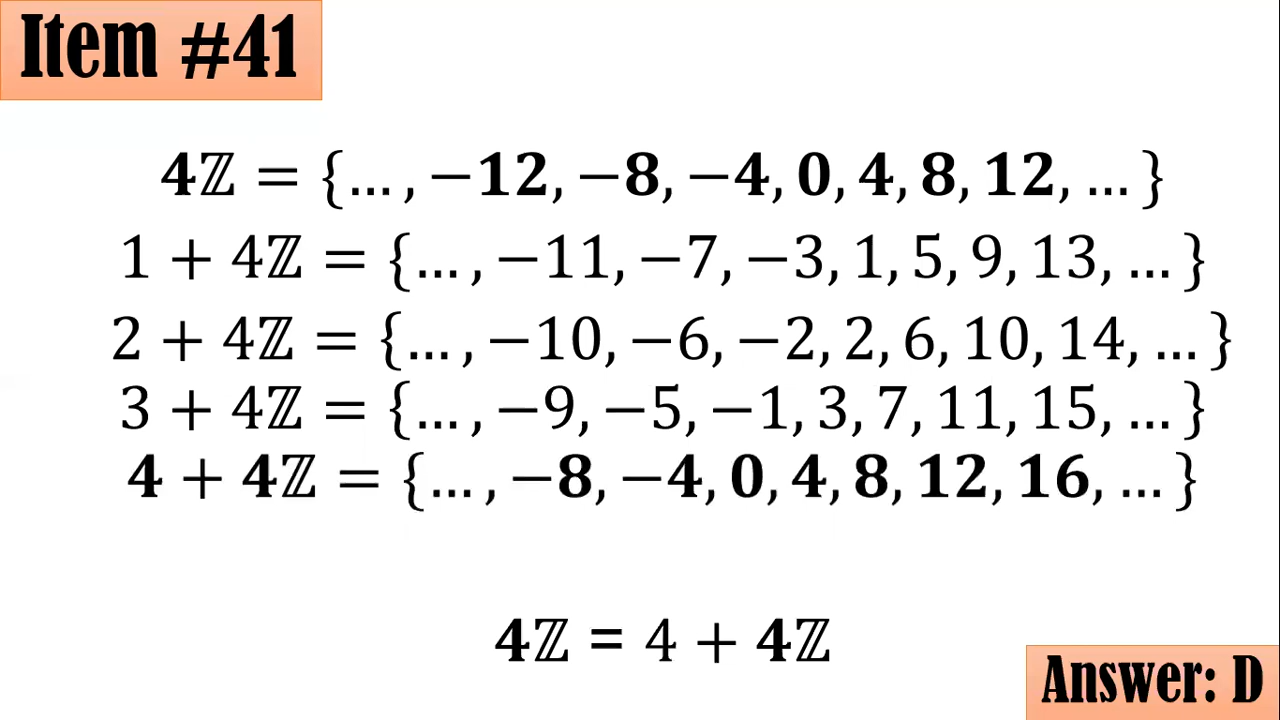 Item #41
4ℤ = {… , −12, −8, −4, 0, 4, 8, 12, … }
1 + 4ℤ = {… , −11, −7, −3, 1, 5, 9, 13, … }
2 + 4ℤ = {… , −10, −6, −2, 2, 6, 10, 14, … }
3 + 4ℤ = {… , −9, −5, −1, 3, 7, 11, 15, … }
4 + 4ℤ = {… , −8, −4, 0, 4, 8, 12, 16, … }
4ℤ = 4 + 4ℤ
Answer: D